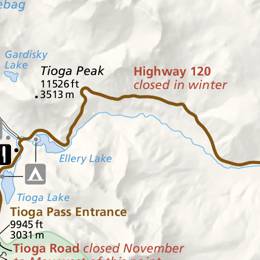 Gardisky
Lake
Tioga Peak
11526 ft
3513 m
Highway 120
closed in winter
Ellery Lake
Tioga Lake
Tioga Pass Entrance
9945 ft
3031 m
Tioga Road closed November